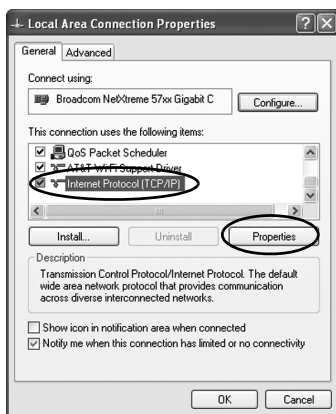 Local Area Connection Properties
General Advanced
Connect using:
Broadcom NetXtreme 57xx Gigabit C
Configure...
This connection uses the following items:
QoS Packet Scheduler
AT&T Wi-Fi Support Driver
Internet Protocol (TCP/IP)
Install... Uninstall Properties
Description
Transmission Control Protocol/Internet Protocol. The default
wide area network protocol that provides communication
across diverse interconnected networks.
Show icon in notification area when connected
Notify me when this connection has limited or no connectivity
OK Cancel